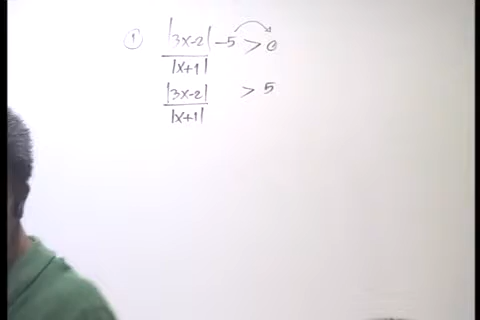 ① |3x-2| / |x+1| - 5 > 0
|3x-2| / |x+1| > 5